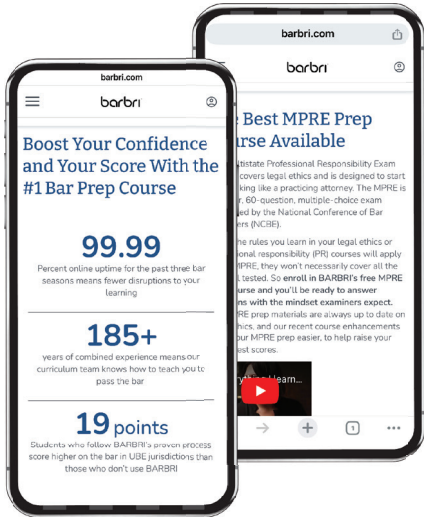 barbri.com
barbri
Boost Your Confidence
and Your Score With the
#1 Bar Prep Course
99.99
Percent online uptime for the past three bar
seasons means fewer disruptions to your
learning
185+
years of combined experience means our
curriculum team knows how to teach you to
pass the bar
19 points
Students who follow BARBRI's proven process
score higher on the bar in UBE jurisdictions than
those who don't use BARBRI
barbri.com
barbri
Best MPRE Prep
Available
Professional Responsibility Exam
covers legal ethics and is designed to start
king like a practicing attorney. The MPRE is
r, 60-question, multiple-choice exam
ed by the National Conference of Bar
ers (NCBE).
he rules you learn in your legal ethics or
onal responsibility (PR) courses will apply
MPRE, they won't necessarily cover all the
l tested. So enroll in BARBRI's free MPRE
urse and you'll be ready to answer
ns with the mindset examiners expect.
RE prep materials are always up to date on
hics, and our recent course enhancements
our MPRE prep easier, to help raise your
est scores.
rything I learn...
1